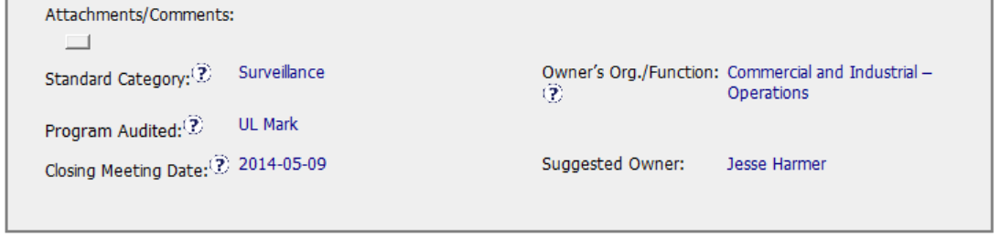 Attachments/Comments:
Standard Category:? Surveillance Owner's Org./Function: Commercial and Industrial –
? Operations
Program Audited:? UL Mark
Closing Meeting Date:? 2014-05-09 Suggested Owner: Jesse Harmer